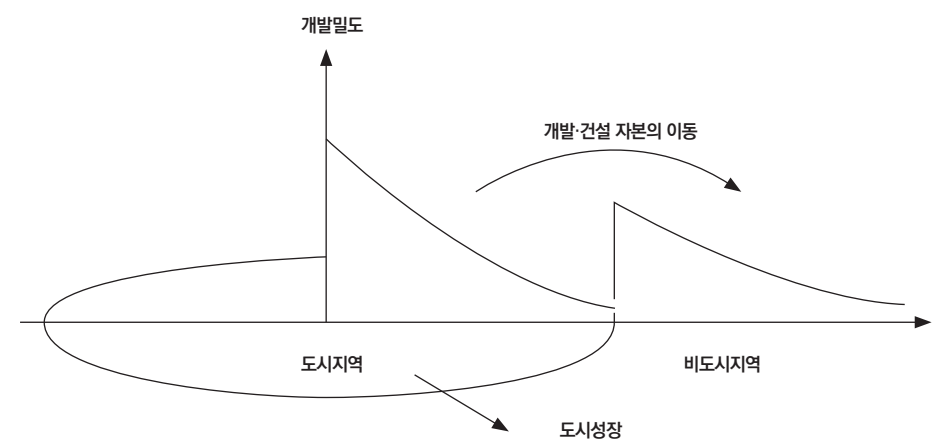 개발밀도
개발·건설 자본의 이동
도시지역
비도시지역
도시성장